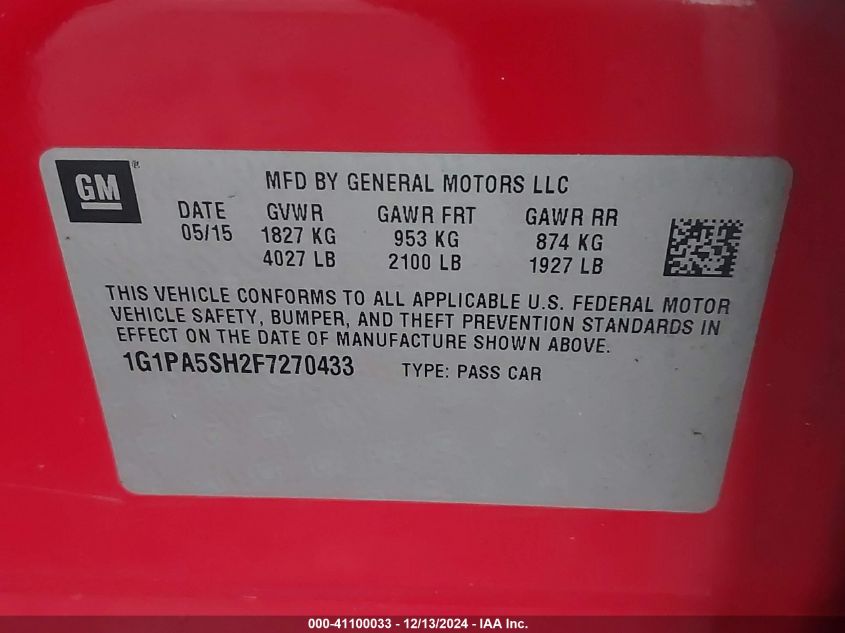 GM®
MFD BY GENERAL MOTORS LLC
DATE GVWR GAWR FRT GAWR RR
05/15 1827 KG 953 KG 874 KG
4027 LB 2100 LB 1927 LB
THIS VEHICLE CONFORMS TO ALL APPLICABLE U.S. FEDERAL MOTOR
VEHICLE SAFETY, BUMPER, AND THEFT PREVENTION STANDARDS IN
EFFECT ON THE DATE OF MANUFACTURE SHOWN ABOVE.
1G1PA5SH2F7270433 TYPE: PASS CAR
000-41100033 - 12/13/2024 - IAA Inc.